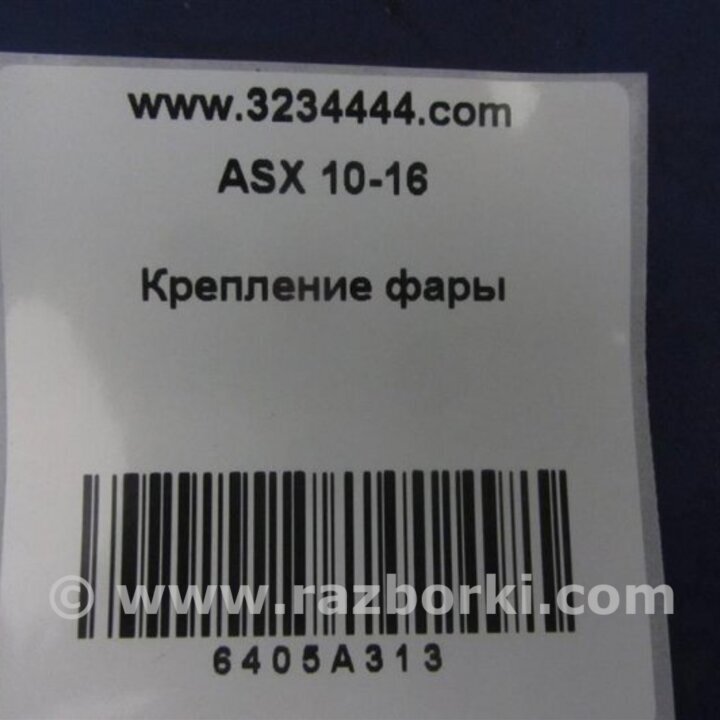 www.3234444.com
ASX 10-16
Крепление фары
© www.razborki.com
6405A313